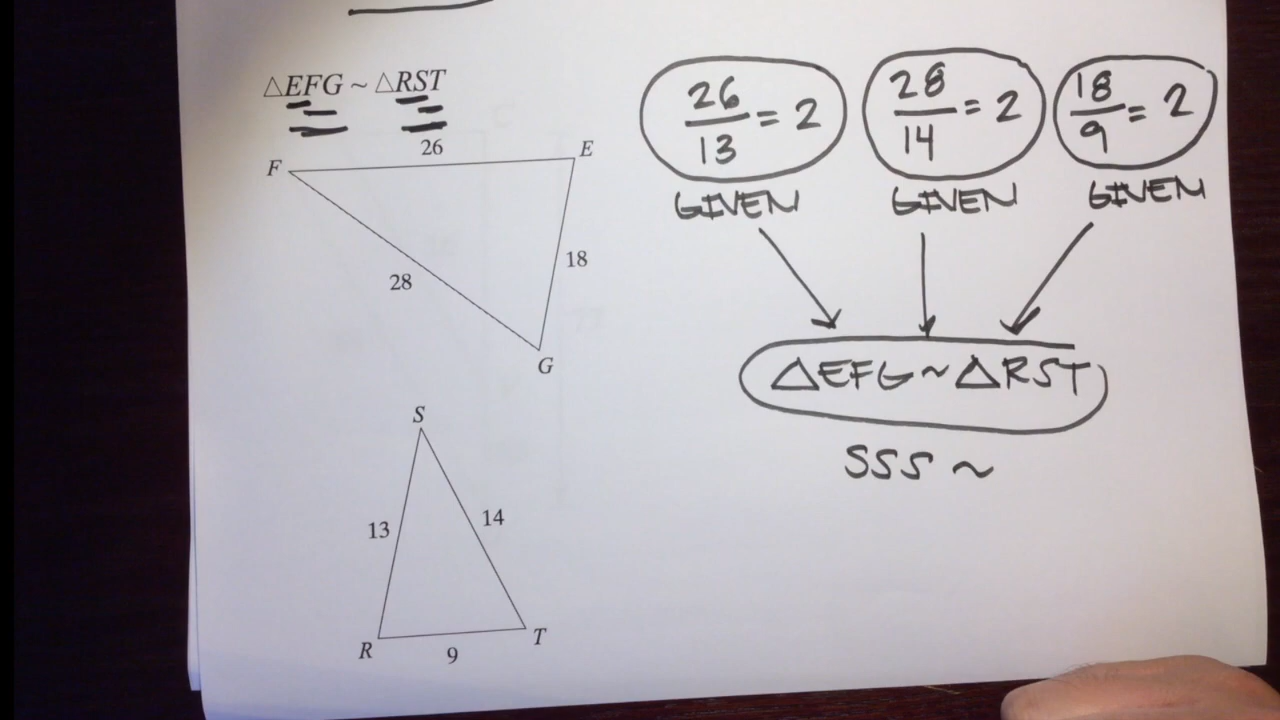 △EFG ~ △RST
26
F
E
18
28
G
S
13
14
R
9
T
26/13 = 2
28/14 = 2
18/9 = 2
GIVEN
GIVEN
GIVEN
△EFG ~ △RST
SSS ~